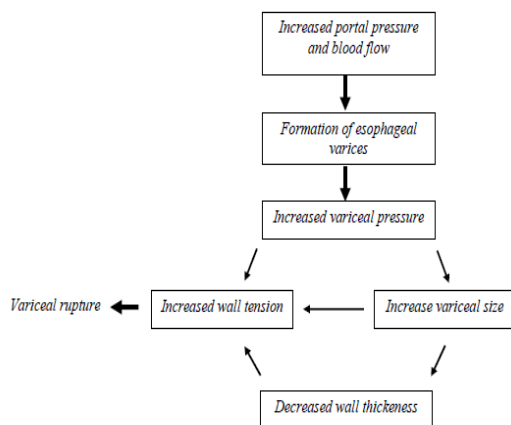 Increased portal pressure
and blood flow
Formation of esophageal
varices
Increased variceal pressure
Variceal rupture
Increased wall tension
Increase variceal size
Decreased wall thickeness